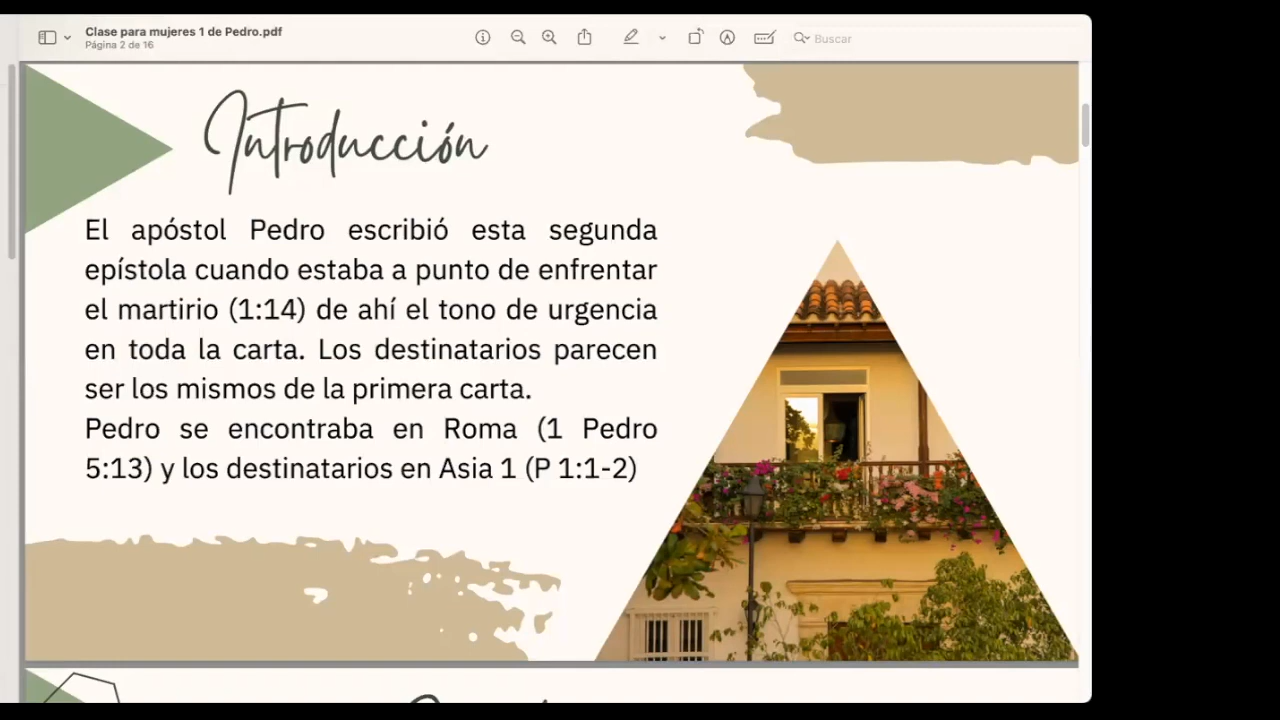 Clase para mujeres 1 de Pedro.pdf
Página 2 de 16
Buscar
Introducción
El apóstol Pedro escribió esta segunda
epístola cuando estaba a punto de enfrentar
el martirio (1:14) de ahí el tono de urgencia
en toda la carta. Los destinatarios parecen
ser los mismos de la primera carta.
Pedro se encontraba en Roma (1 Pedro
5:13) y los destinatarios en Asia 1 (P 1:1-2)